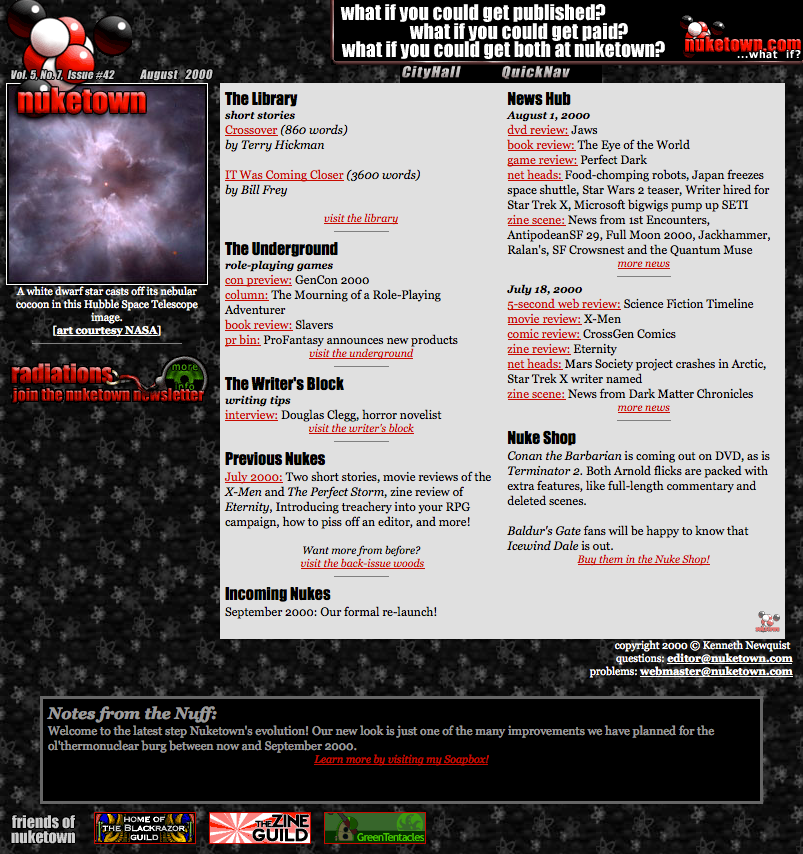 what if you could get published?
what if you could get paid?
what if you could get both at nuketown?
nuketown.com
...what if?
Vol. 5, No. 7, Issue #42 August 2000
CityHall QuickNav
nuketown
A white dwarf star casts off its nebular
cocoon in this Hubble Space Telescope
image.
[art courtesy NASA]
radiations
more
info
join the nuketown newsletter
The Library
short stories
Crossover (860 words)
by Terry Hickman
IT Was Coming Closer (3600 words)
by Bill Frey
visit the library
The Underground
role-playing games
con preview: GenCon 2000
column: The Mourning of a Role-Playing
Adventurer
book review: Slavers
pr bin: ProFantasy announces new products
visit the underground
The Writer's Block
writing tips
interview: Douglas Clegg, horror novelist
visit the writer's block
Previous Nukes
July 2000: Two short stories, movie reviews of the
X-Men and The Perfect Storm, zine review of
Eternity, Introducing treachery into your RPG
campaign, how to piss off an editor, and more!
Want more from before?
visit the back-issue woods
Incoming Nukes
September 2000: Our formal re-launch!
News Hub
August 1, 2000
dvd review: Jaws
book review: The Eye of the World
game review: Perfect Dark
net heads: Food-chomping robots, Japan freezes
space shuttle, Star Wars 2 teaser, Writer hired for
Star Trek X, Microsoft bigwigs pump up SETI
zine scene: News from 1st Encounters,
AntipodeanSF 29, Full Moon 2000, Jackhammer,
Ralan's, SF Crowsnest and the Quantum Muse
more news
July 18, 2000
5-second web review: Science Fiction Timeline
movie review: X-Men
comic review: CrossGen Comics
zine review: Eternity
net heads: Mars Society project crashes in Arctic,
Star Trek X writer named
zine scene: News from Dark Matter Chronicles
more news
Nuke Shop
Conan the Barbarian is coming out on DVD, as is
Terminator 2. Both Arnold flicks are packed with
extra features, like full-length commentary and
deleted scenes.
Baldur's Gate fans will be happy to know that
Icewind Dale is out.
Buy them in the Nuke Shop!
copyright 2000 © Kenneth Newquist
questions: editor@nuketown.com
problems: webmaster@nuketown.com
Notes from the Nuff:
Welcome to the latest step Nuketown's evolution! Our new look is just one of the many improvements we have planned for the
ol'thermonuclear burg between now and September 2000.
Learn more by visiting my Soapbox!
friends of
nuketown
HOME OF
THE BLACKRAZOR
GUILD
THE ZINE
GUILD
GreenTentacles